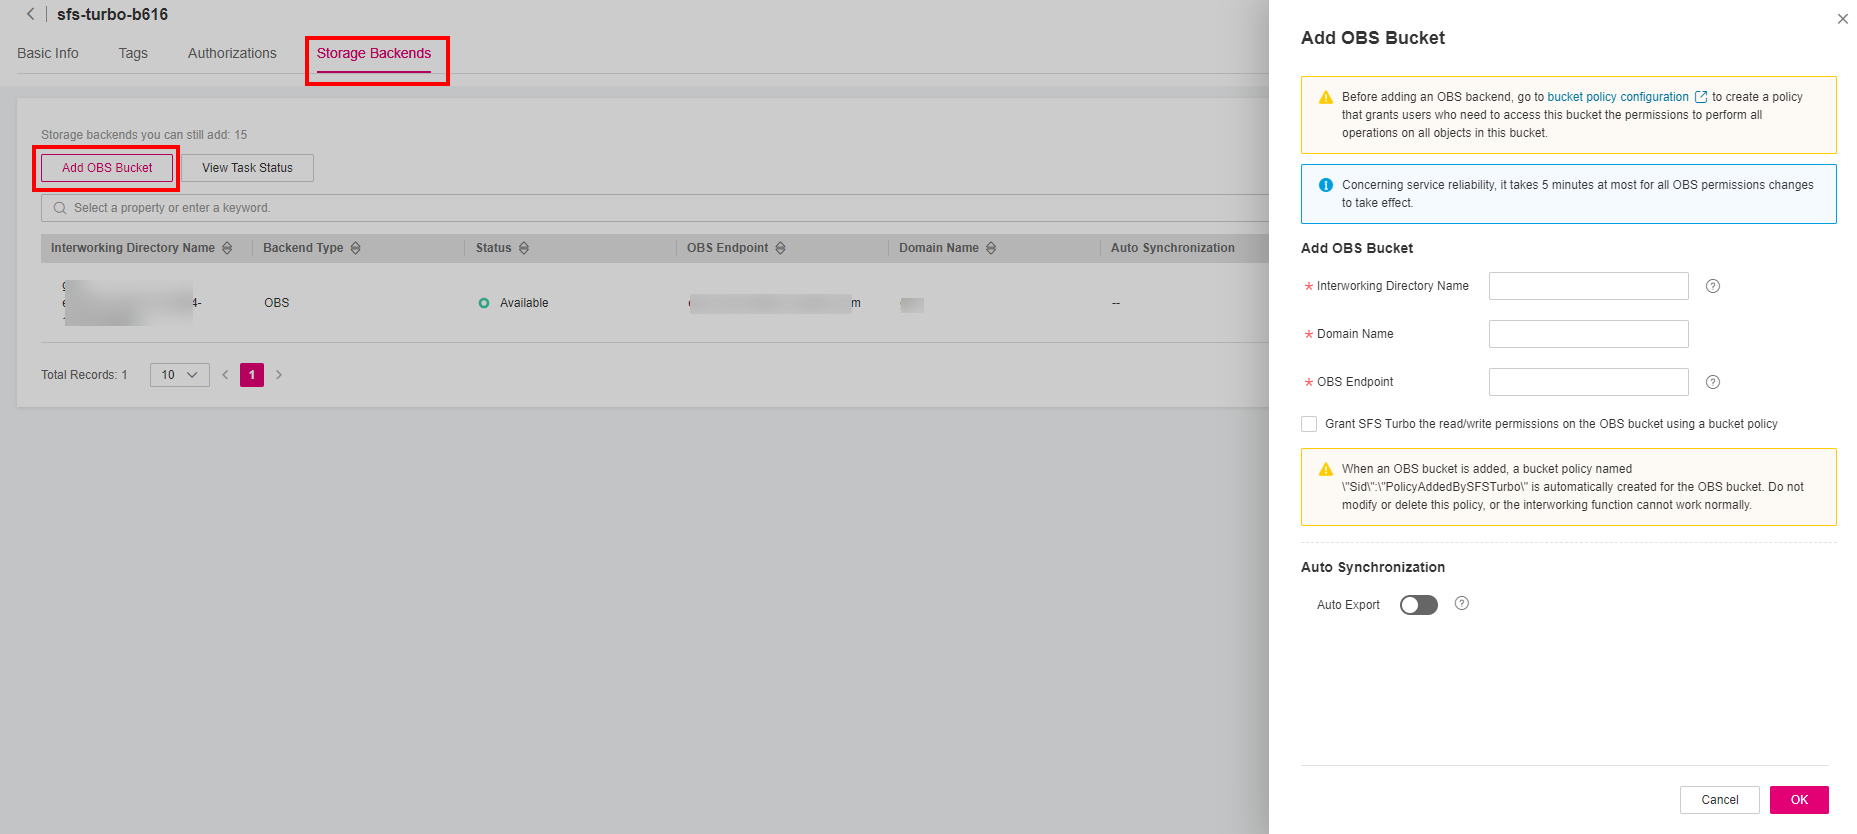 sfs-turbo-b616
Basic Info Tags Authorizations Storage Backends
Storage backends you can still add: 15
Add OBS Bucket View Task Status
Select a property or enter a keyword.
Interworking Directory Name Backend Type Status OBS Endpoint Domain Name Auto Synchronization
OBS Available --
Total Records: 1 10 1
Add OBS Bucket
Before adding an OBS backend, go to bucket policy configuration to create a policy
that grants users who need to access this bucket the permissions to perform all
operations on all objects in this bucket.
Concerning service reliability, it takes 5 minutes at most for all OBS permissions changes
to take effect.
Add OBS Bucket
* Interworking Directory Name
* Domain Name
* OBS Endpoint
Grant SFS Turbo the read/write permissions on the OBS bucket using a bucket policy
When an OBS bucket is added, a bucket policy named
\"Sid\":\"PolicyAddedBySFSTurbo\" is automatically created for the OBS bucket. Do not
modify or delete this policy, or the interworking function cannot work normally.
Auto Synchronization
Auto Export
Cancel OK